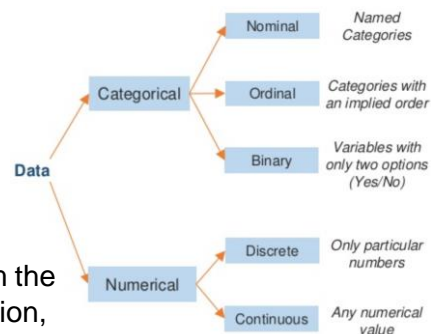 Nominal
Named
Categories
Categorical
Ordinal
Categories with
an implied order
Binary
Variables with
only two options
(Yes/No)
Data
Numerical
Discrete
Only particular
numbers
Continuous
Any numerical
value
the